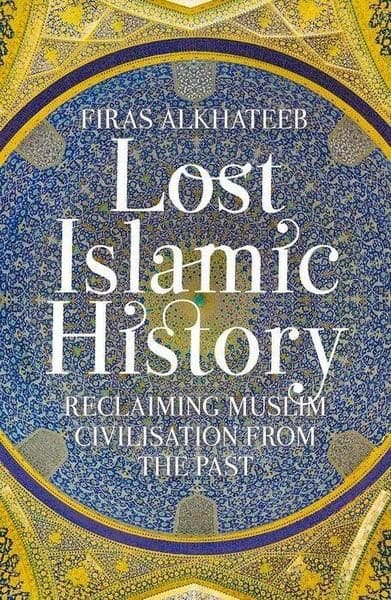 FIRAS ALKHATEEB
Lost
Islamic
History
RECLAIMING MUSLIM
CIVILISATION FROM
THE PAST